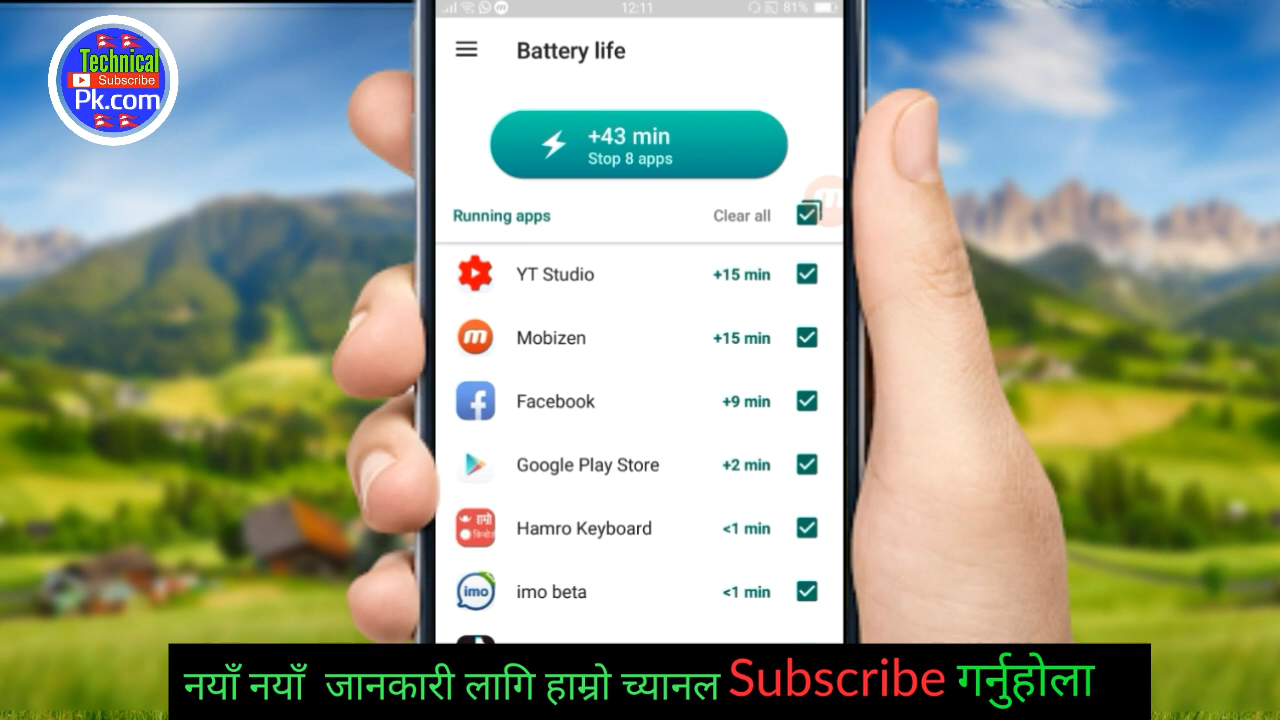 12:11
81%
Technical
Subscribe
Pk.com
Battery life
+43 min
Stop 8 apps
Running apps Clear all
YT Studio +15 min
Mobizen +15 min
Facebook +9 min
Google Play Store +2 min
हाम्रो
Hamro Keyboard <1 min
imo
imo beta <1 min
नयाँ नयाँ जानकारी लागि हाम्रो च्यानल Subscribe गर्नुहोला